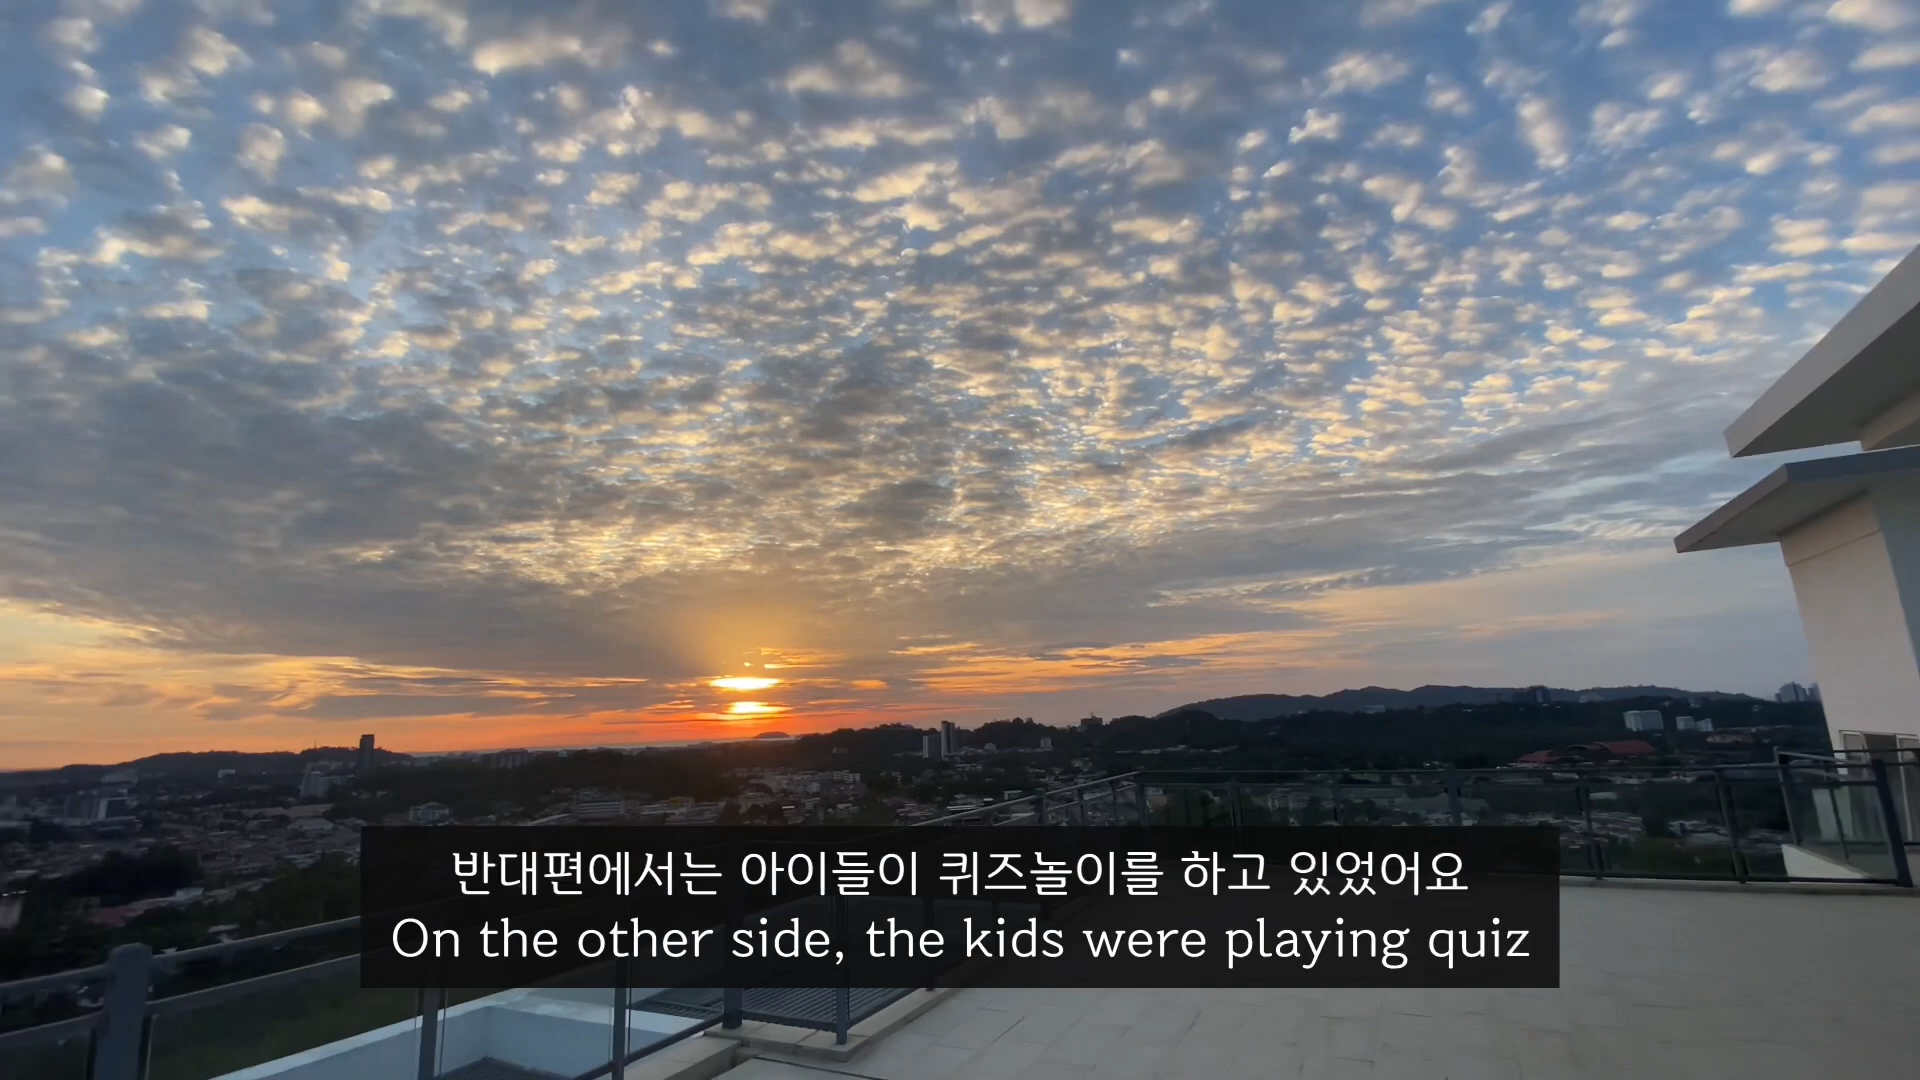 반대편에서는 아이들이 퀴즈놀이를 하고 있었어요
On the other side, the kids were playing quiz